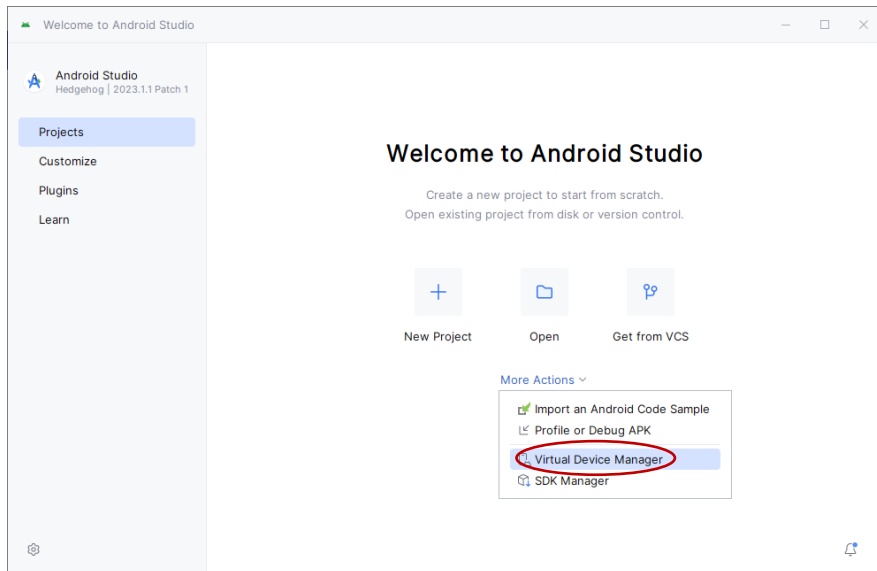 Welcome to Android Studio
Android Studio
Hedgehog | 2023.1.1 Patch 1
Projects
Customize
Plugins
Learn
Welcome to Android Studio
Create a new project to start from scratch.
Open existing project from disk or version control.
New Project
Open
Get from VCS
More Actions
Import an Android Code Sample
Profile or Debug APK
Virtual Device Manager
SDK Manager